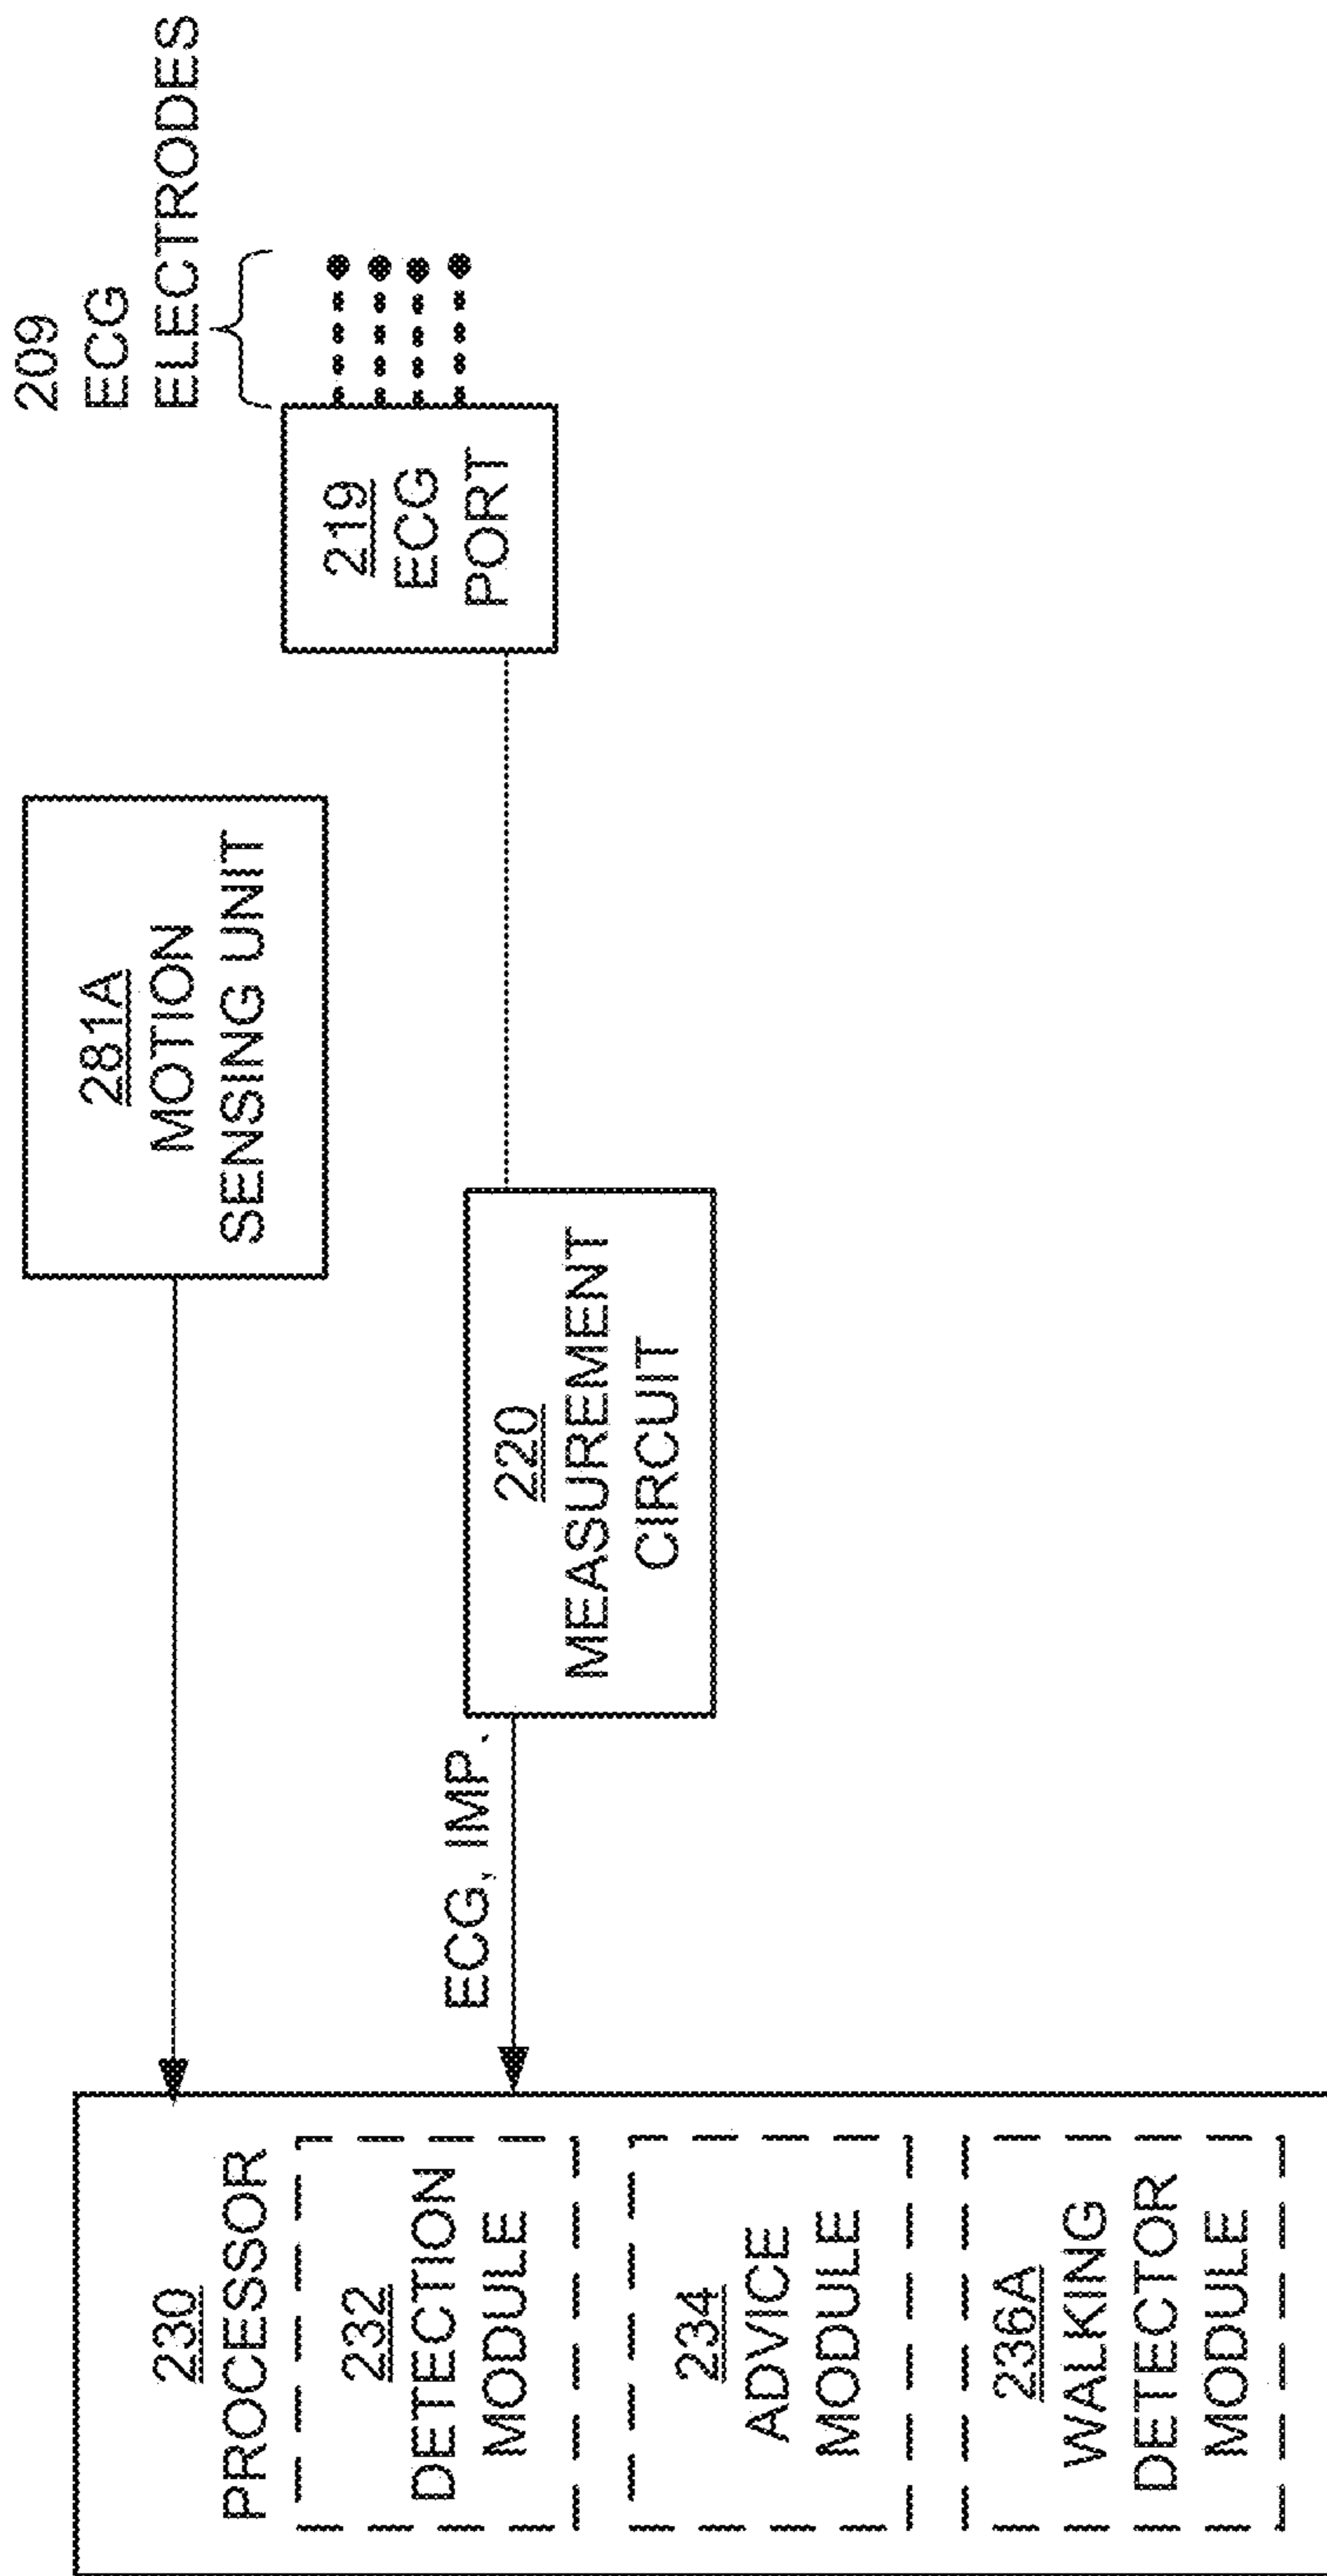 230
PROCESSOR
232
DETECTION
MODULE
234
ADVICE
MODULE
236A
WALKING
DETECTOR
MODULE
ECG, IMP.
220
MEASUREMENT
CIRCUIT
281A
MOTION
SENSING UNIT
219
ECG
PORT
209
ECG
ELECTRODES